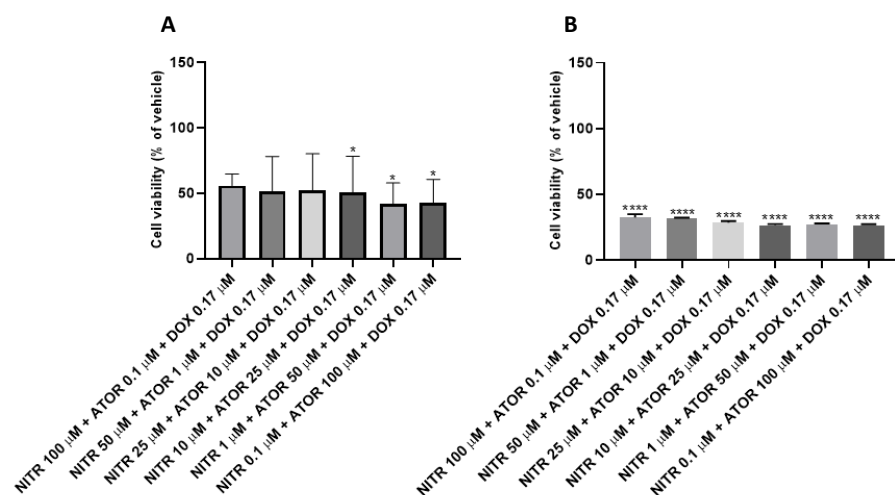 A
Cell viability (% of vehicle)
150
100
50
0
*
*
*
NITR 100 µM + ATOR 0.1 µM + DOX 0.17 µM
NITR 50 µM + ATOR 1 µM + DOX 0.17 µM
NITR 25 µM + ATOR 10 µM + DOX 0.17 µM
NITR 10 µM + ATOR 25 µM + DOX 0.17 µM
NITR 1 µM + ATOR 50 µM + DOX 0.17 µM
NITR 0.1 µM + ATOR 100 µM + DOX 0.17 µM
B
Cell viability (% of vehicle)
150
100
50
0
****
****
****
****
****
****
NITR 100 µM + ATOR 0.1 µM + DOX 0.17 µM
NITR 50 µM + ATOR 1 µM + DOX 0.17 µM
NITR 25 µM + ATOR 10 µM + DOX 0.17 µM
NITR 10 µM + ATOR 25 µM + DOX 0.17 µM
NITR 1 µM + ATOR 50 µM + DOX 0.17 µM
NITR 0.1 µM + ATOR 100 µM + DOX 0.17 µM